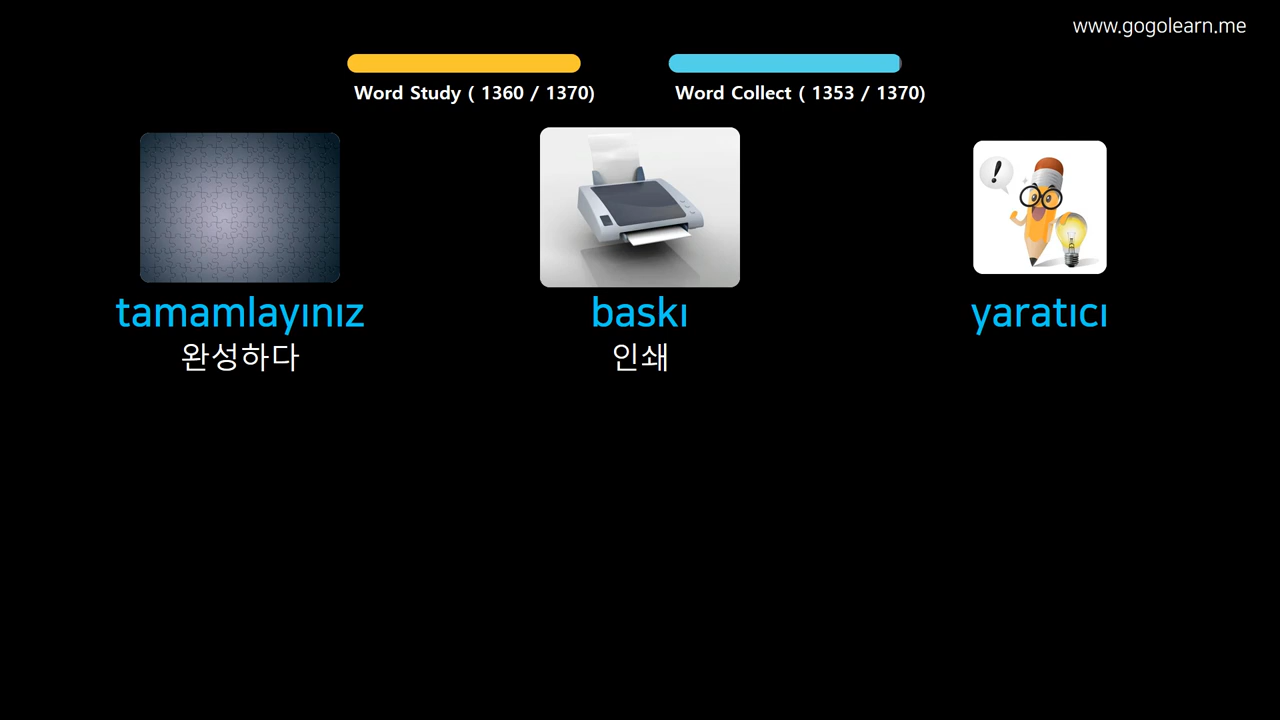 www.gogolearn.me
Word Study ( 1360 / 1370)
Word Collect ( 1353 / 1370)
tamamlayınız
baskı
yaratıcı
완성하다
인쇄